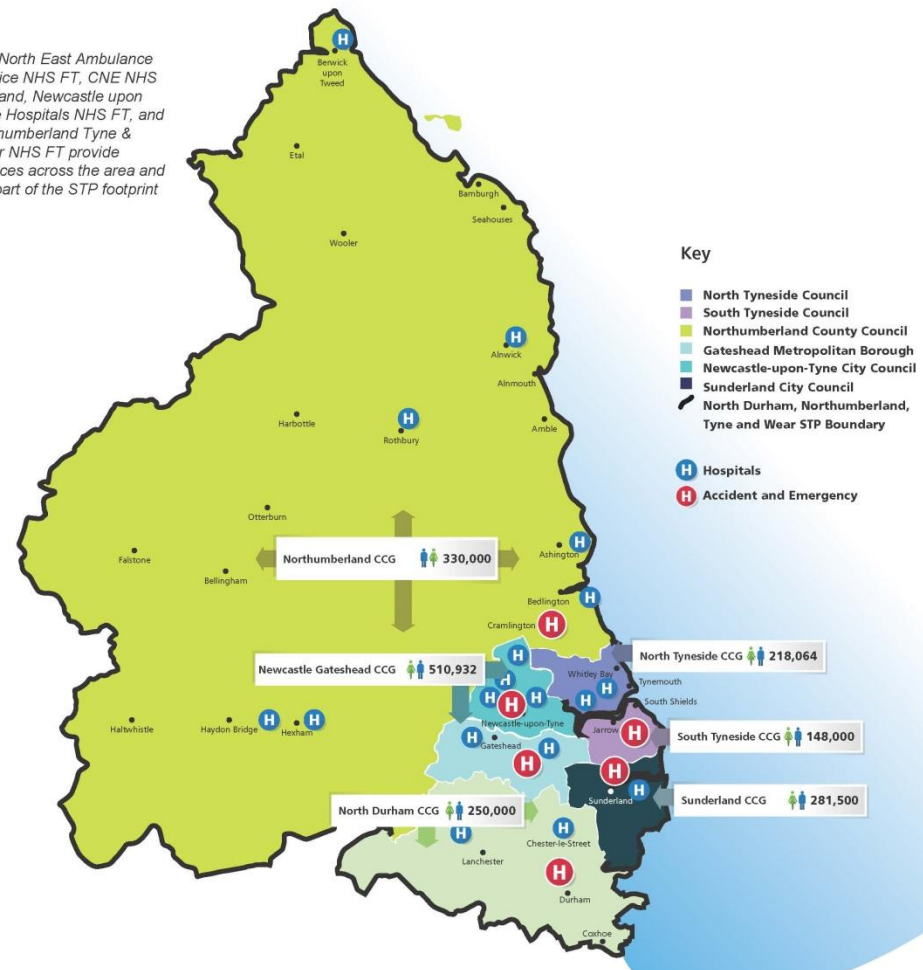 North East Ambulance
ice NHS FT, CNE NHS
and, Newcastle upon
e Hospitals NHS FT, and
humberland Tyne &
r NHS FT provide
ces across the area and
part of the STP footprint
H
Berwick
upon
Tweed
Etal
Bamburgh
Seahouses
Wooler
H
Alnwick
Alnmouth
Harbottle
H
Rothbury
Amble
Otterburn
Falstone
Bellingham
Northumberland CCG 330,000
Ashington H
Bedlington H
Cramlington H
Newcastle Gateshead CCG 510,932
H
H
H H H
Newcastle-upon-Tyne
North Tyneside CCG 218,064
Whitley Bay
H H
Tynemouth
South Shields
Haltwhistle
Haydon Bridge H
Hexham H
H
Gateshead
H
H
Jarrow H
South Tyneside CCG 148,000
H
Sunderland H
Sunderland CCG 281,500
North Durham CCG 250,000
H
Lanchester
H
Chester-le-Street
H
Durham
Coxhoe
Key
North Tyneside Council
South Tyneside Council
Northumberland County Council
Gateshead Metropolitan Borough
Newcastle-upon-Tyne City Council
Sunderland City Council
North Durham, Northumberland,
Tyne and Wear STP Boundary
H Hospitals
H Accident and Emergency